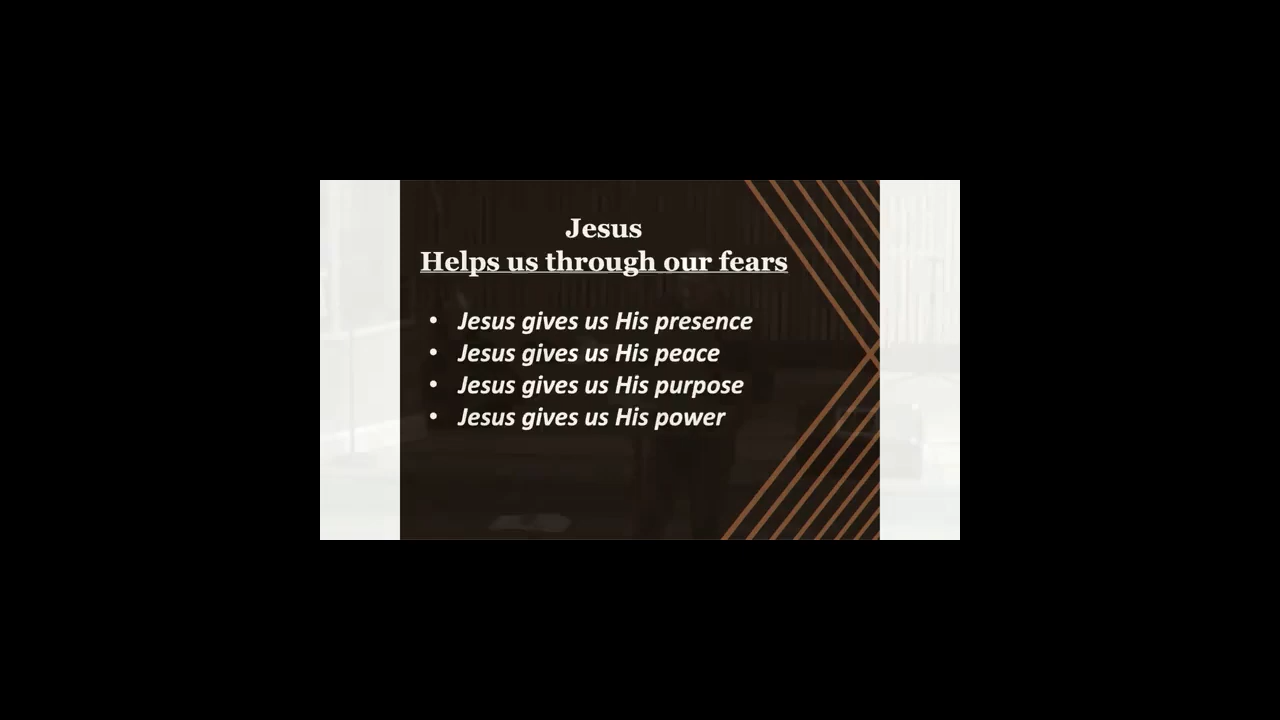 Jesus
Helps us through our fears
• Jesus gives us His presence
• Jesus gives us His peace
• Jesus gives us His purpose
• Jesus gives us His power